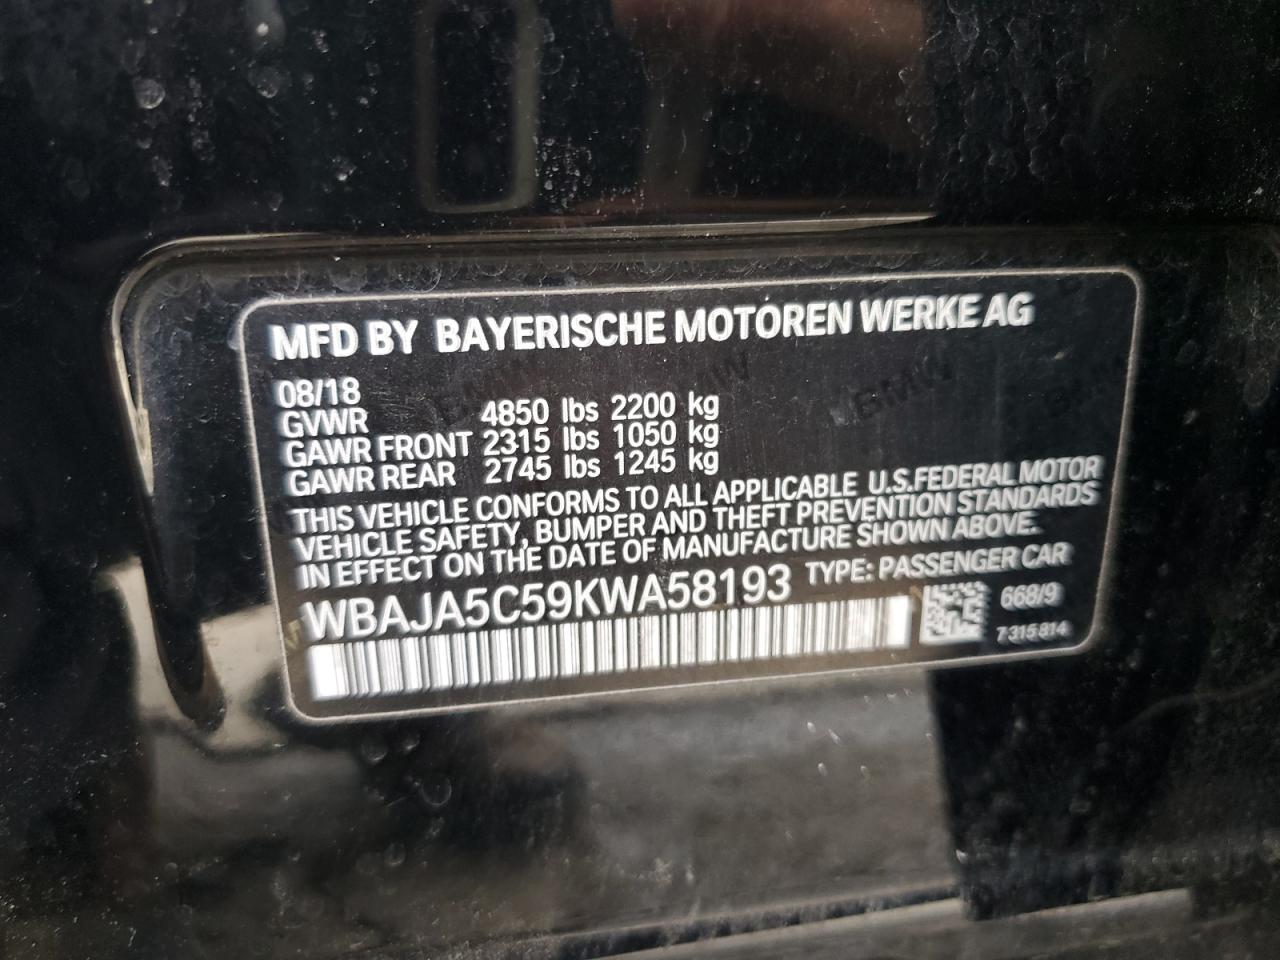 MFD BY BAYERISCHE MOTOREN WERKE AG
08/18
GVWR 4850 lbs 2200 kg
GAWR FRONT 2315 lbs 1050 kg
GAWR REAR 2745 lbs 1245 kg
THIS VEHICLE CONFORMS TO ALL APPLICABLE U.S.FEDERAL MOTOR
VEHICLE SAFETY, BUMPER AND THEFT PREVENTION STANDARDS
IN EFFECT ON THE DATE OF MANUFACTURE SHOWN ABOVE.
WBAJA5C59KWA58193 TYPE: PASSENGER CAR
668/9
7 315 814
BMW